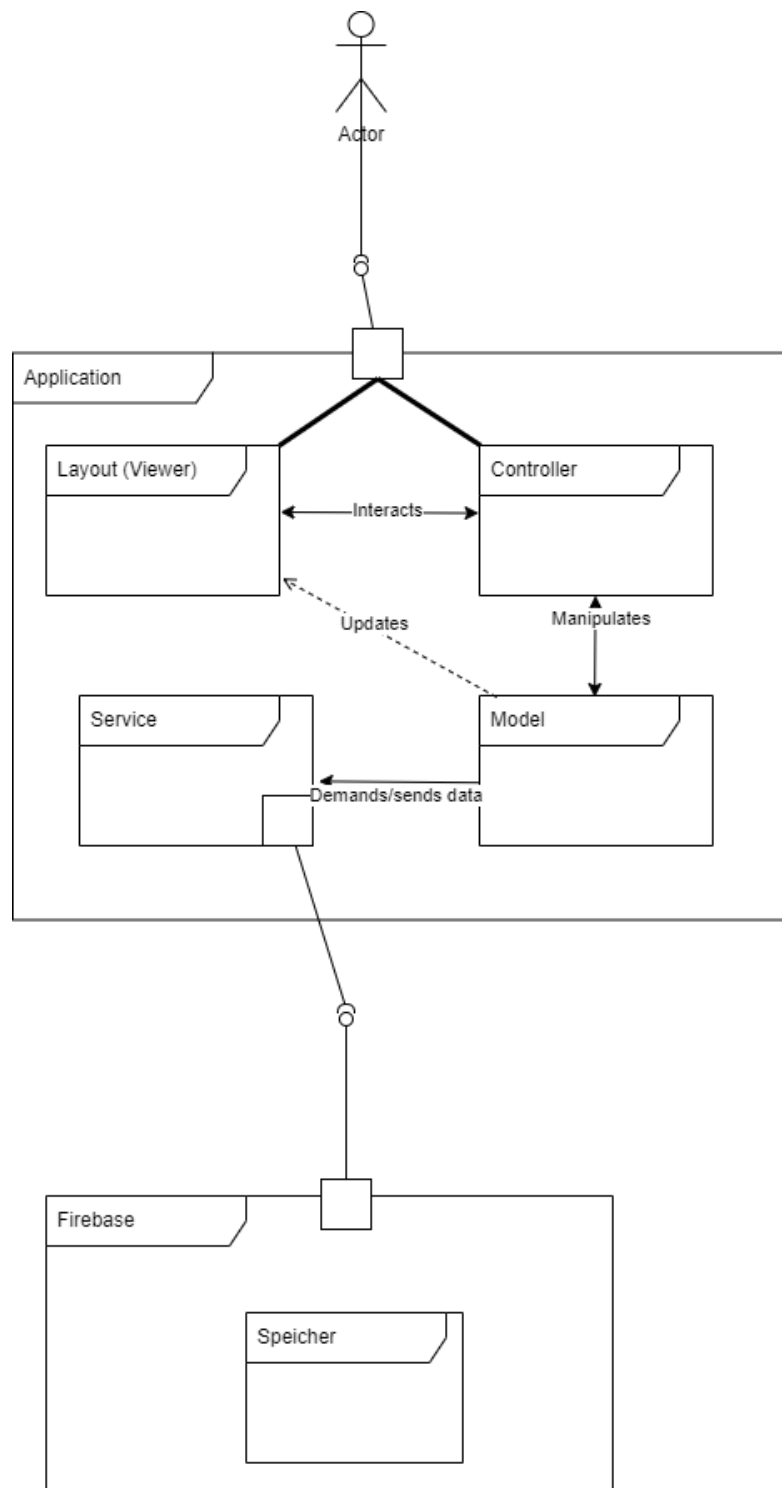 Actor
Application
Layout (Viewer)
Controller
Interacts
Updates
Manipulates
Service
Model
Demands/sends data
Firebase
Speicher